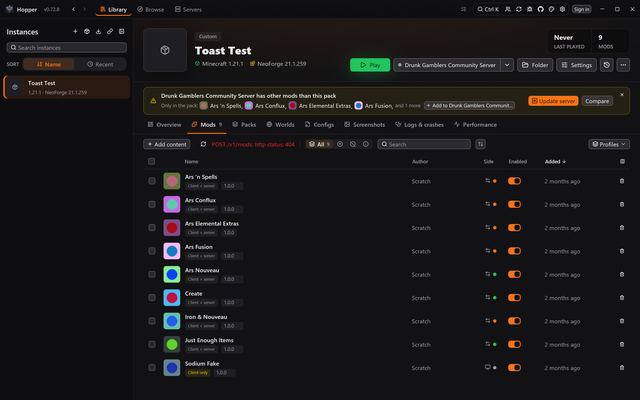 Hopper v0.72.8 Library Browse Servers Ctrl K Sign in
Instances
Search instances
SORT Name Recent
Toast Test
1.21.1 · NeoForge 21.1.259
Custom
Toast Test
Minecraft 1.21.1 NeoForge 21.1.259
Never
LAST PLAYED
9
MODS
Play Drunk Gamblers Community Server Folder Settings
Drunk Gamblers Community Server has other mods than this pack
Only in the pack: Ars 'n Spells, Ars Conflux, Ars Elemental Extras, Ars Fusion, and 1 more + Add to Drunk Gamblers Communit...
Update server Compare
Overview Mods 9 Packs Worlds Configs Screenshots Logs & crashes Performance
+ Add content POST /v1/mods: http status: 404 All 9 Search Profiles
Name Author Side Enabled Added
Ars 'n Spells
Client + server 1.0.0 Scratch 2 months ago
Ars Conflux
Client + server 1.0.0 Scratch 2 months ago
Ars Elemental Extras
Client + server 1.0.0 Scratch 2 months ago
Ars Fusion
Client + server 1.0.0 Scratch 2 months ago
Ars Nouveau
Client + server 1.0.0 Scratch 2 months ago
Create
Client + server 1.0.0 Scratch 2 months ago
Iron & Nouveau
Client + server 1.0.0 Scratch 2 months ago
Just Enough Items
Client + server 1.0.0 Scratch 2 months ago
Sodium Fake
Client only 1.0.0 Scratch 2 months ago